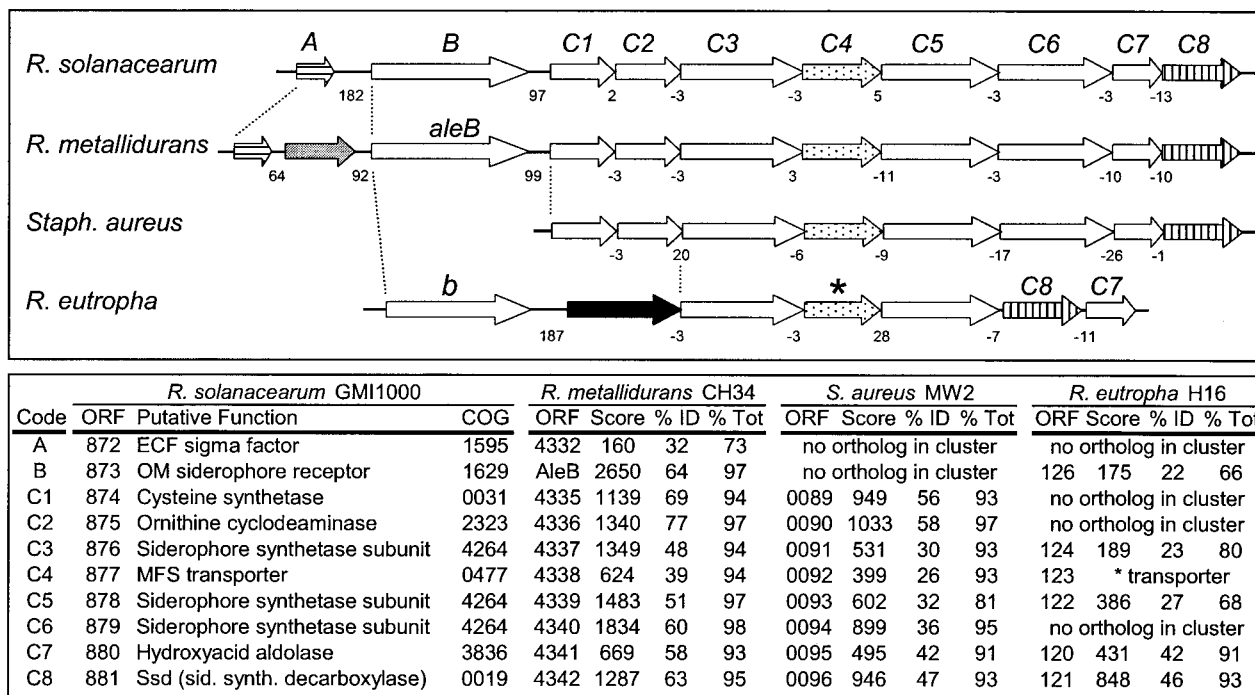 A B C1 C2 C3 C4 C5 C6 C7 C8
R. solanacearum
182 97 2 -3 -3 5 -3 -3 -13
aleB
R. metallidurans
64 92 99 -3 -3 3 -11 -3 -10 -10
Staph. aureus
-3 20 -6 -9 -17 -26 -1
b * C8 C7
R. eutropha
187 -3 -3 28 -7 -11
R. solanacearum GMI1000 R. metallidurans CH34 S. aureus MW2 R. eutropha H16
Code ORF Putative Function COG ORF Score % ID % Tot ORF Score % ID % Tot ORF Score % ID % Tot
A 872 ECF sigma factor 1595 4332 160 32 73 no ortholog in cluster no ortholog in cluster
B 873 OM siderophore receptor 1629 AleB 2650 64 97 no ortholog in cluster 126 175 22 66
C1 874 Cysteine synthetase 0031 4335 1139 69 94 0089 949 56 93 no ortholog in cluster
C2 875 Ornithine cyclodeaminase 2323 4336 1340 77 97 0090 1033 58 97 no ortholog in cluster
C3 876 Siderophore synthetase subunit 4264 4337 1349 48 94 0091 531 30 93 124 189 23 80
C4 877 MFS transporter 0477 4338 624 39 94 0092 399 26 93 123 * transporter
C5 878 Siderophore synthetase subunit 4264 4339 1483 51 97 0093 602 32 81 122 386 27 68
C6 879 Siderophore synthetase subunit 4264 4340 1834 60 98 0094 899 36 95 no ortholog in cluster
C7 880 Hydroxyacid aldolase 3836 4341 669 58 93 0095 495 42 91 120 431 42 91
C8 881 Ssd (sid. synth. decarboxylase) 0019 4342 1287 63 95 0096 946 47 93 121 848 46 93